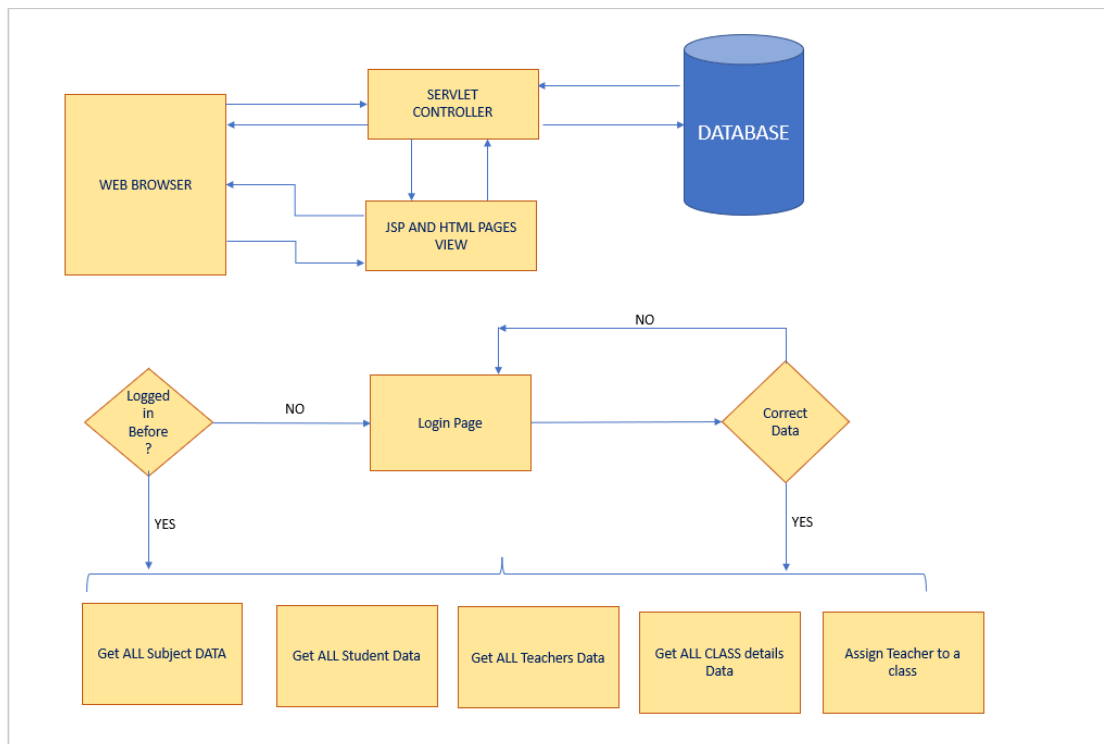 SERVLET
CONTROLLER
DATABASE
WEB BROWSER
JSP AND HTML PAGES
VIEW
NO
Logged
in
Before
?
NO
Login Page
Correct
Data
YES
YES
Get ALL Subject DATA
Get ALL Student Data
Get ALL Teachers Data
Get ALL CLASS details
Data
Assign Teacher to a
class